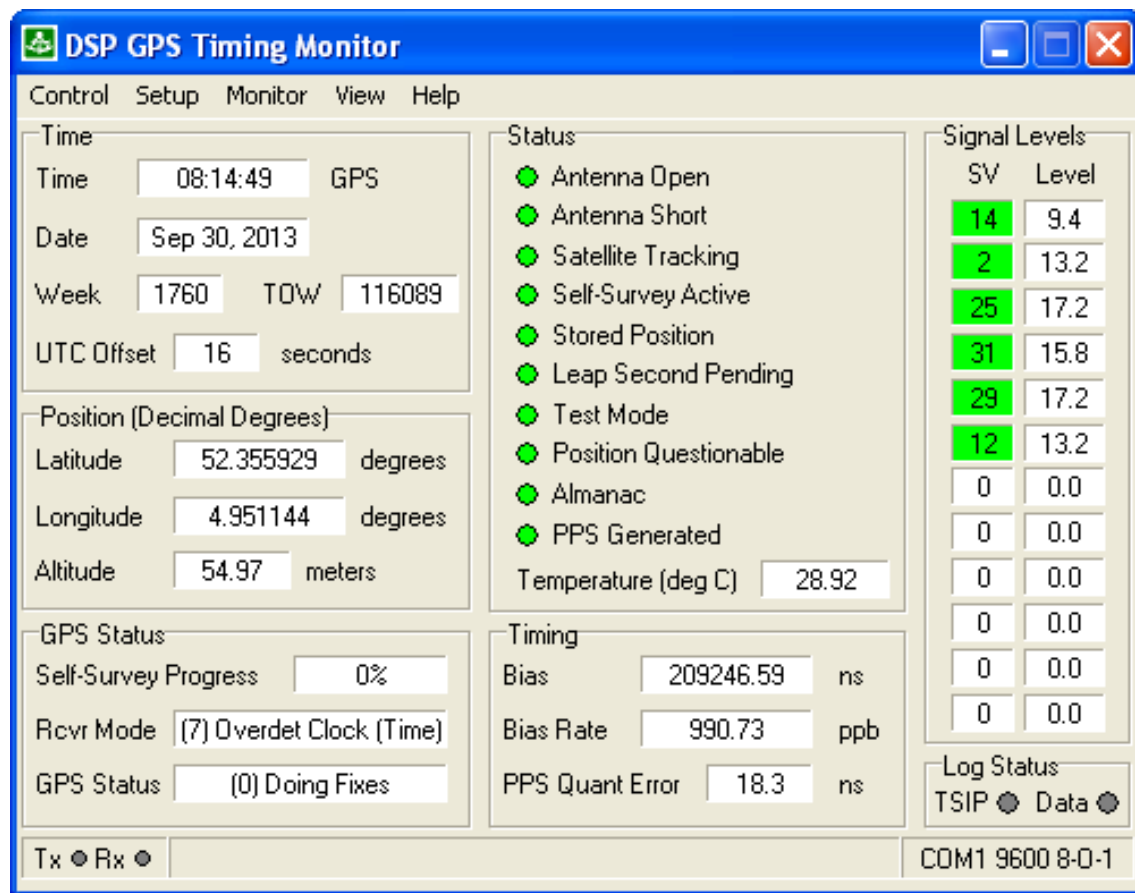 DSP GPS Timing Monitor
Control Setup Monitor View Help
Time
Time 08:14:49 GPS
Date Sep 30, 2013
Week 1760 TOW 116089
UTC Offset 16 seconds
Position (Decimal Degrees)
Latitude 52.355929 degrees
Longitude 4.951144 degrees
Altitude 54.97 meters
GPS Status
Self-Survey Progress 0%
Rcvr Mode (7) Overdet Clock (Time)
GPS Status (0) Doing Fixes
Status
Antenna Open
Antenna Short
Satellite Tracking
Self-Survey Active
Stored Position
Leap Second Pending
Test Mode
Position Questionable
Almanac
PPS Generated
Temperature (deg C) 28.92
Timing
Bias 209246.59 ns
Bias Rate 990.73 ppb
PPS Quant Error 18.3 ns
Signal Levels
SV Level
14 9.4
2 13.2
25 17.2
31 15.8
29 17.2
12 13.2
0 0.0
0 0.0
0 0.0
0 0.0
0 0.0
0 0.0
Log Status
TSIP Data
Tx Rx
COM1 9600 8-O-1